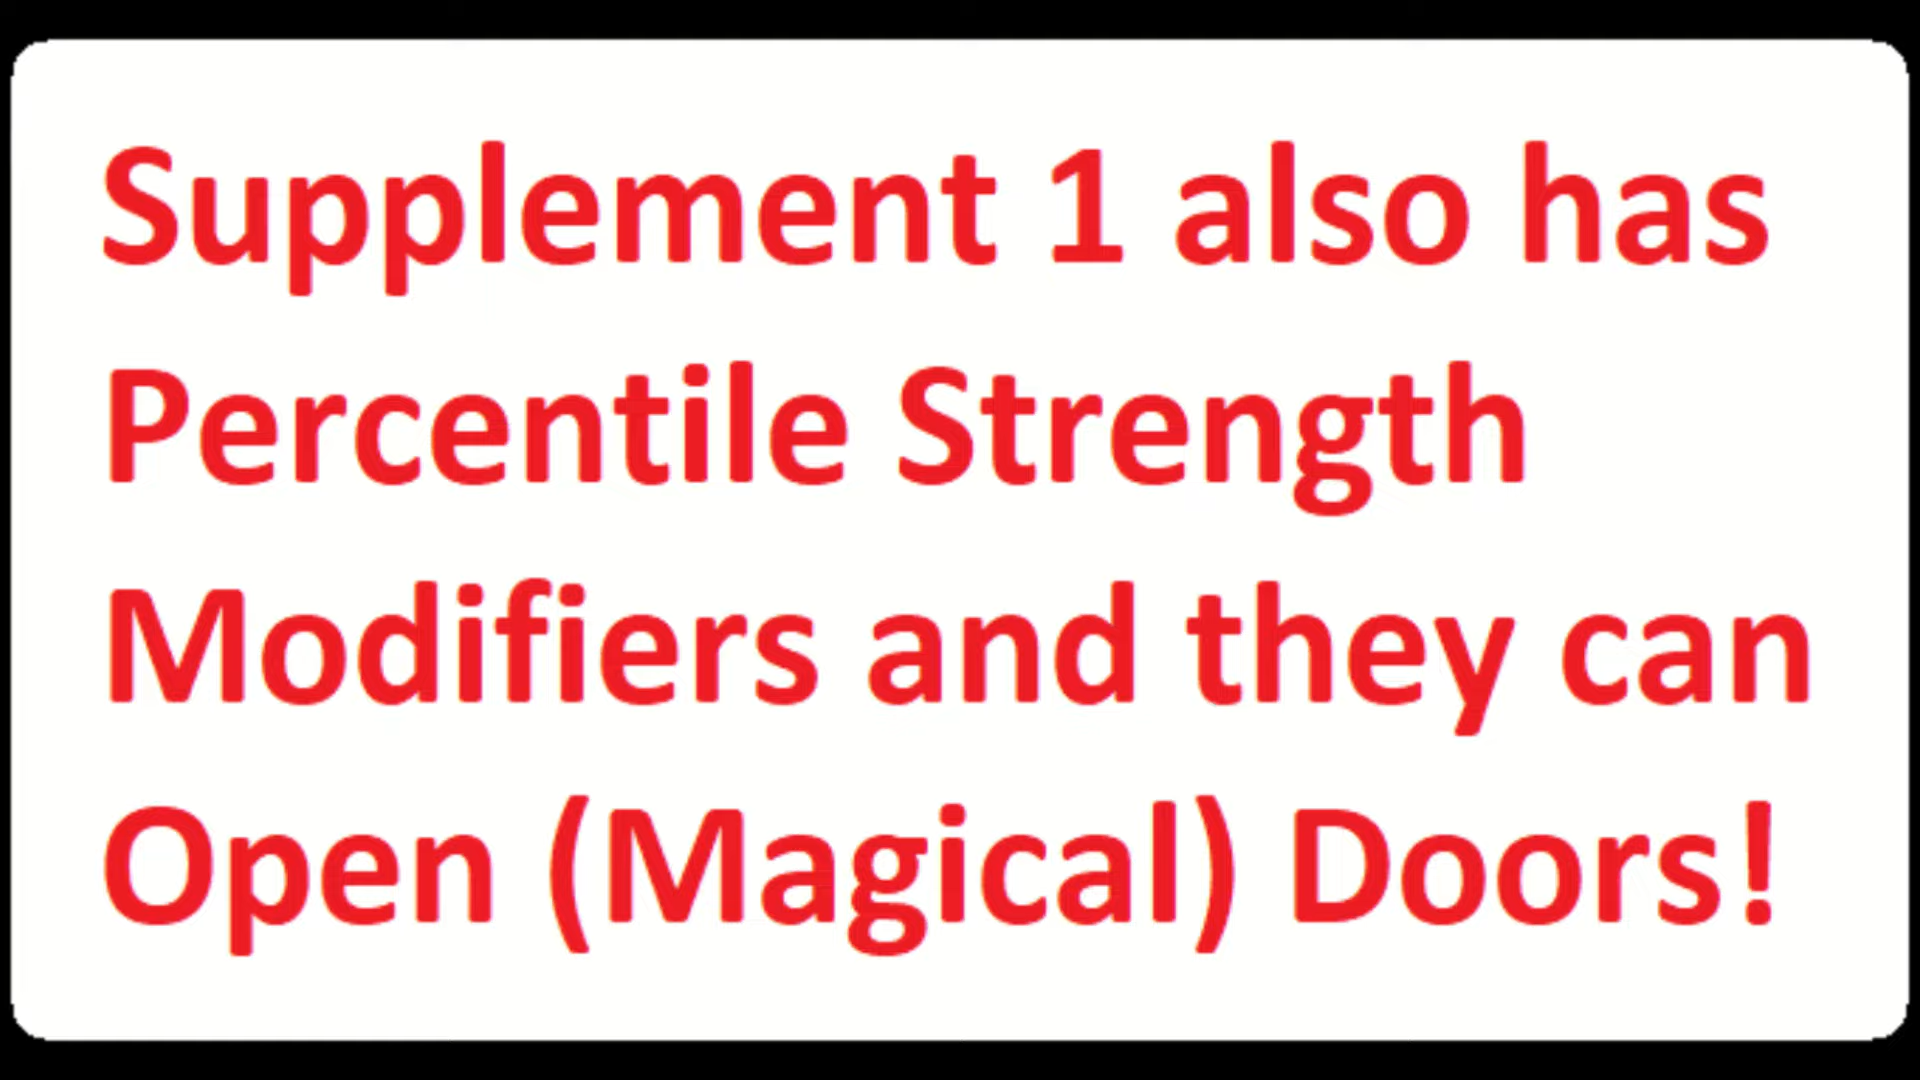 Supplement 1 also has
Percentile Strength
Modifiers and they can
Open (Magical) Doors!